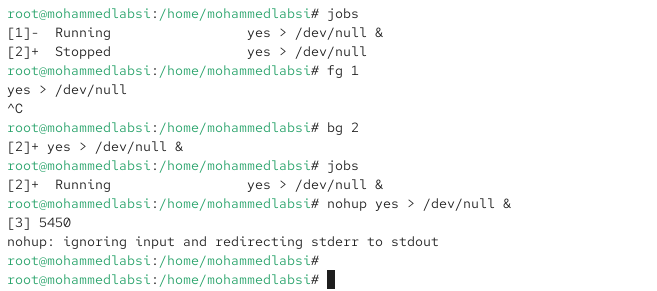 root@mohammedlabsi:/home/mohammedlabsi# jobs
[1]-  Running                 yes > /dev/null &
[2]+  Stopped                 yes > /dev/null
root@mohammedlabsi:/home/mohammedlabsi# fg 1
yes > /dev/null
^C
root@mohammedlabsi:/home/mohammedlabsi# bg 2
[2]+ yes > /dev/null &
root@mohammedlabsi:/home/mohammedlabsi# jobs
[2]+  Running                 yes > /dev/null &
root@mohammedlabsi:/home/mohammedlabsi# nohup yes > /dev/null &
[3] 5450
nohup: ignoring input and redirecting stderr to stdout
root@mohammedlabsi:/home/mohammedlabsi#
root@mohammedlabsi:/home/mohammedlabsi#